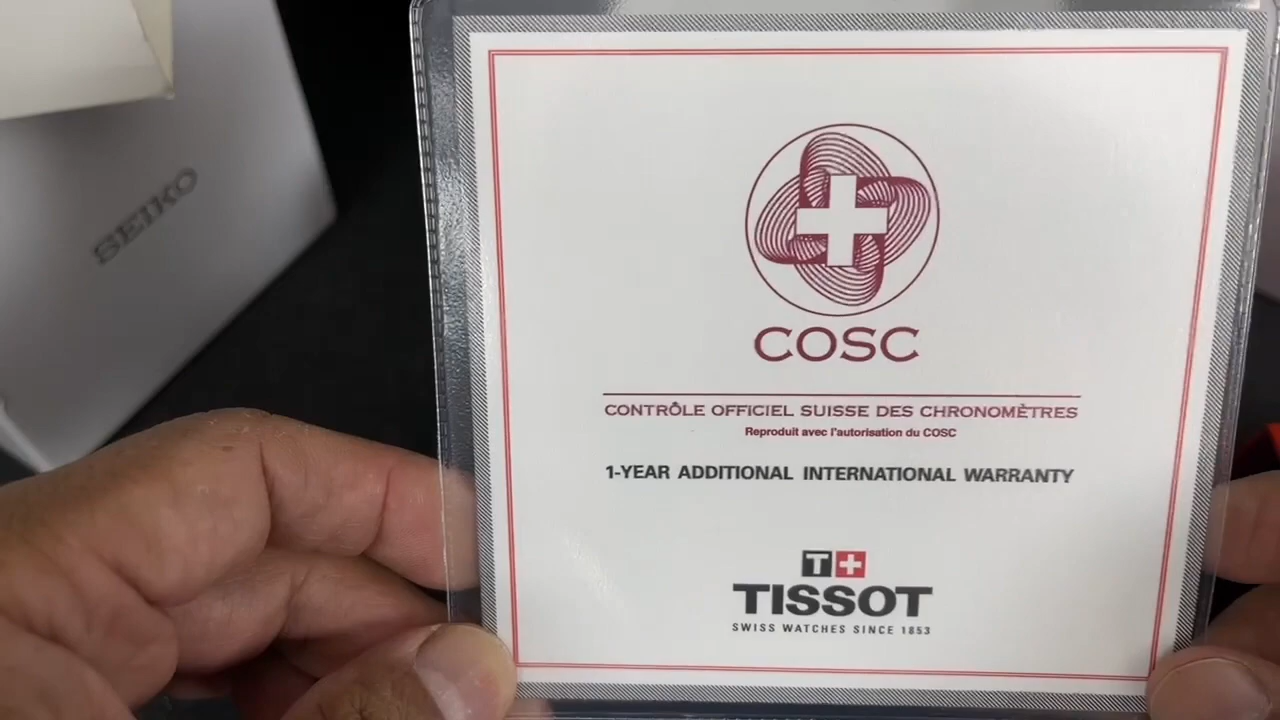 SEIKO
COSC
CONTRÔLE OFFICIEL SUISSE DES CHRONOMÈTRES
Reproduit avec l'autorisation du COSC
1-YEAR ADDITIONAL INTERNATIONAL WARRANTY
T+
TISSOT
SWISS WATCHES SINCE 1853